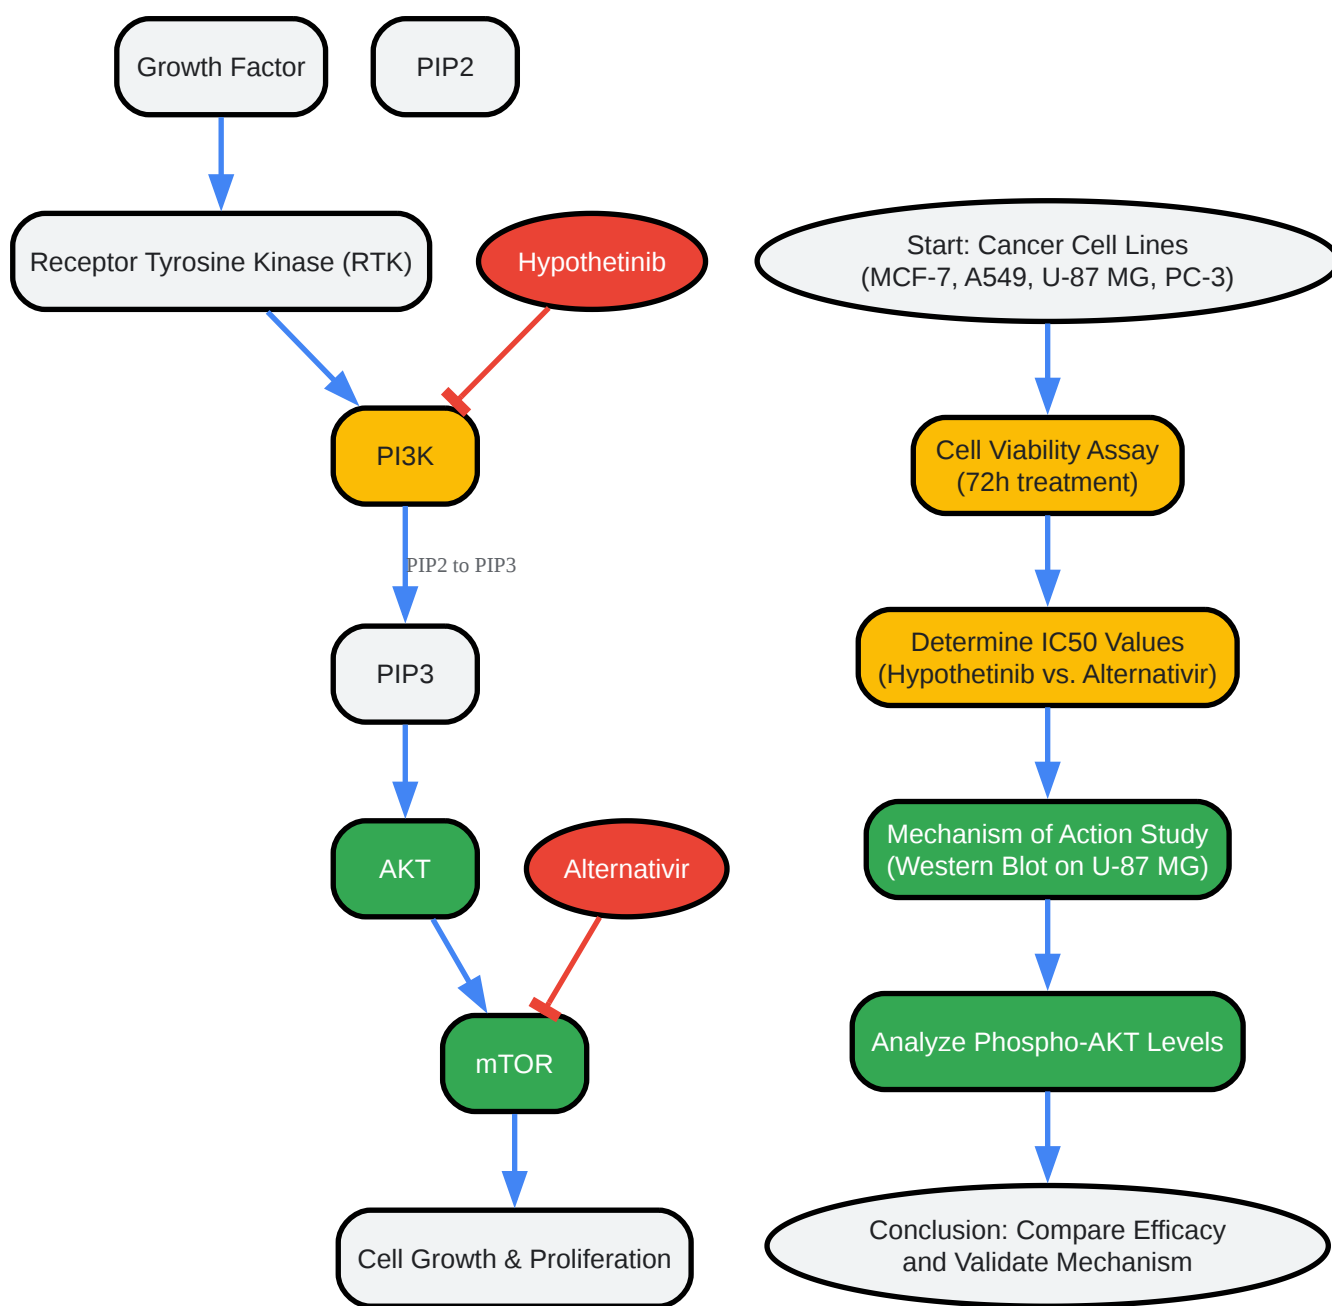 Growth Factor
PIP2
Receptor Tyrosine Kinase (RTK)
Hypothetinib
PI3K
PIP2 to PIP3
PIP3
AKT
Alternativir
mTOR
Cell Growth & Proliferation
Start: Cancer Cell Lines
(MCF-7, A549, U-87 MG, PC-3)
Cell Viability Assay
(72h treatment)
Determine IC50 Values
(Hypothetinib vs. Alternativir)
Mechanism of Action Study
(Western Blot on U-87 MG)
Analyze Phospho-AKT Levels
Conclusion: Compare Efficacy
and Validate Mechanism